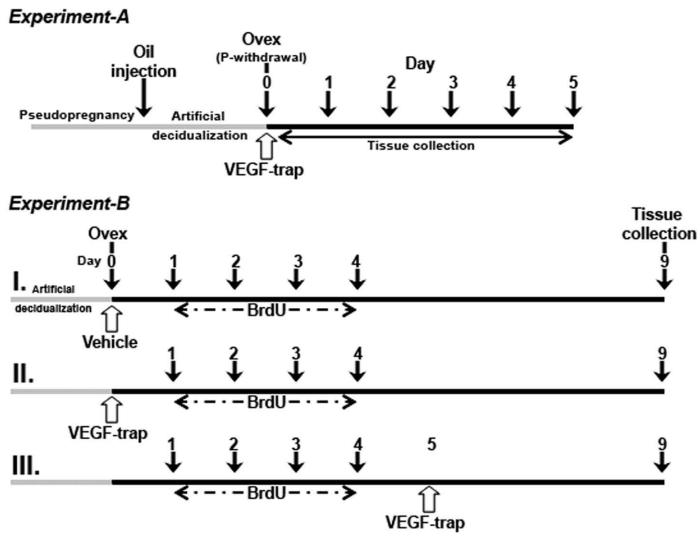 Experiment-A
Oil
injection
Ovex
(P-withdrawal)
Day
0 1 2 3 4 5
Pseudopregnancy
Artificial
decidualization
Tissue collection
VEGF-trap
Experiment-B
Ovex
Tissue
collection
Day 0 1 2 3 4 9
I. Artificial
decidualization
BrdU
Vehicle
1 2 3 4 9
II.
BrdU
VEGF-trap
1 2 3 4 5 9
III.
BrdU
VEGF-trap